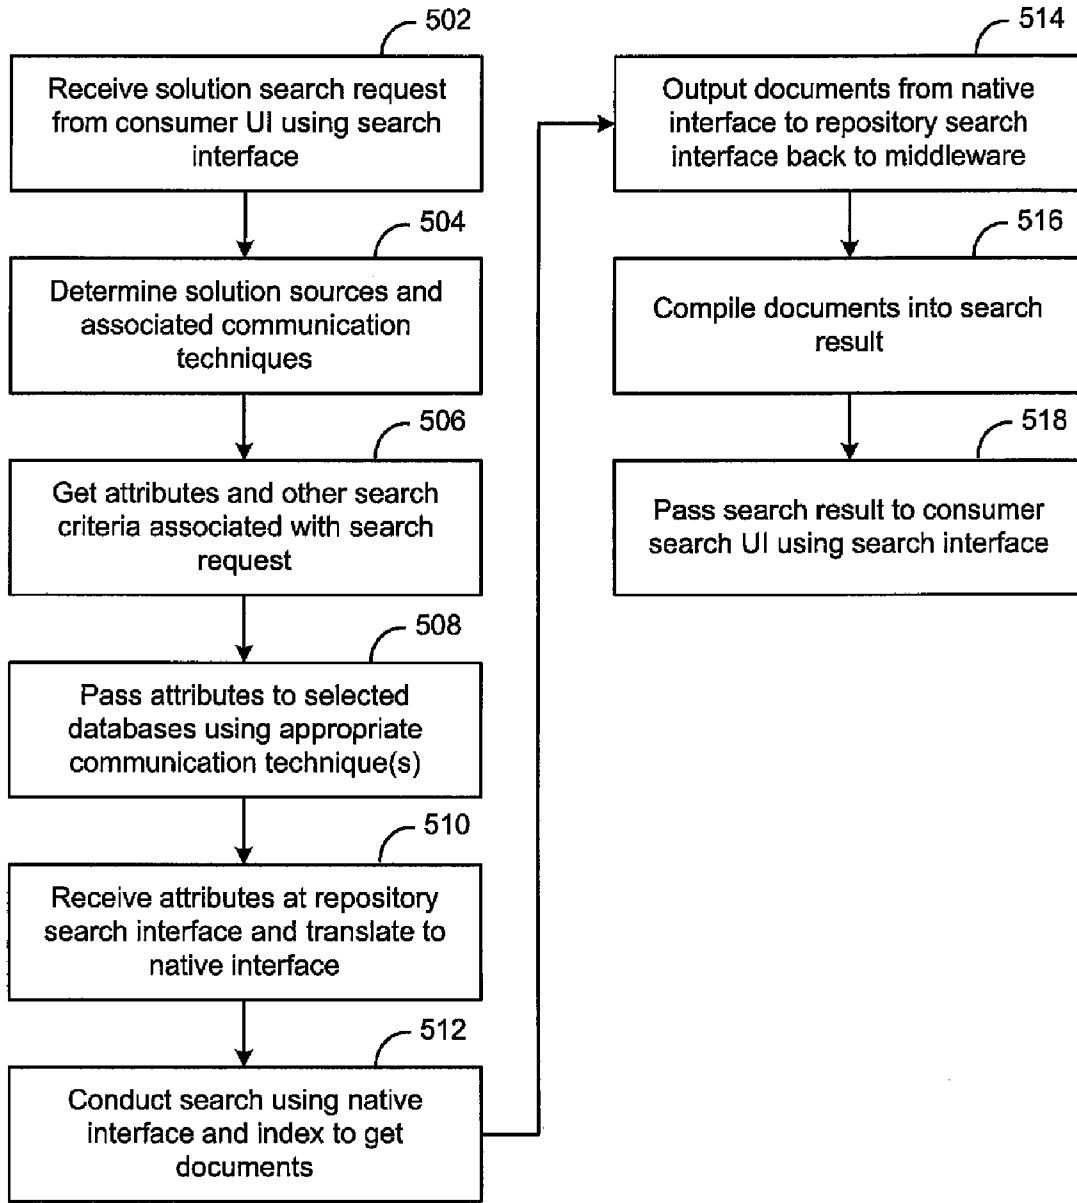 502
Receive solution search request
from consumer UI using search
interface
504
Determine solution sources and
associated communication
techniques
506
Get attributes and other search
criteria associated with search
request
508
Pass attributes to selected
databases using appropriate
communication technique(s)
510
Receive attributes at repository
search interface and translate to
native interface
512
Conduct search using native
interface and index to get
documents
514
Output documents from native
interface to repository search
interface back to middleware
516
Compile documents into search
result
518
Pass search result to consumer
search UI using search interface